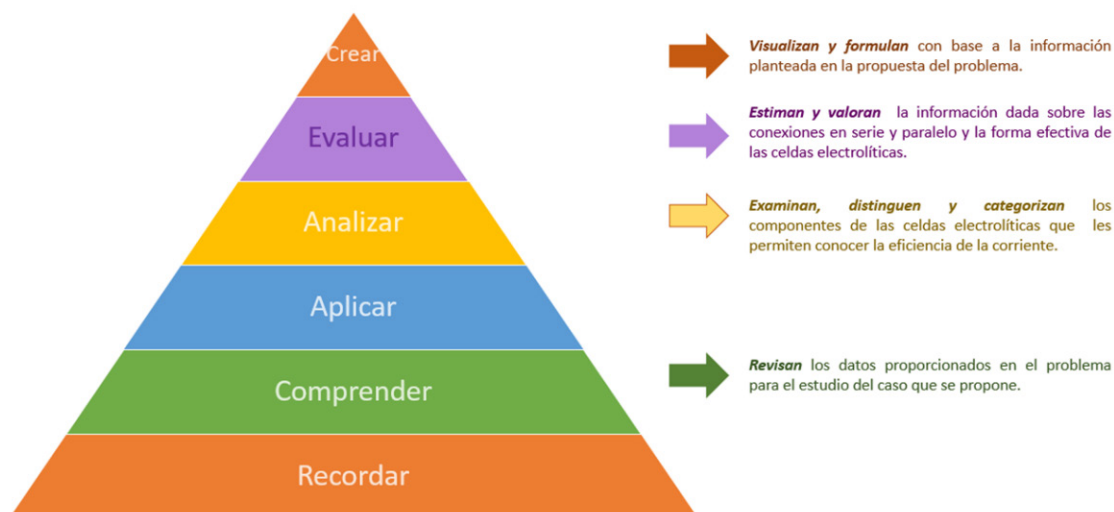 Crear
Visualizan y formulan con base a la información
planteada en la propuesta del problema.
Evaluar
Estiman y valoran la información dada sobre las
conexiones en serie y paralelo y la forma efectiva de
las celdas electrolíticas.
Analizar
Examinan, distinguen y categorizan los
componentes de las celdas electrolíticas que les
permiten conocer la eficiencia de la corriente.
Aplicar
Comprender
Revisan los datos proporcionados en el problema
para el estudio del caso que se propone.
Recordar